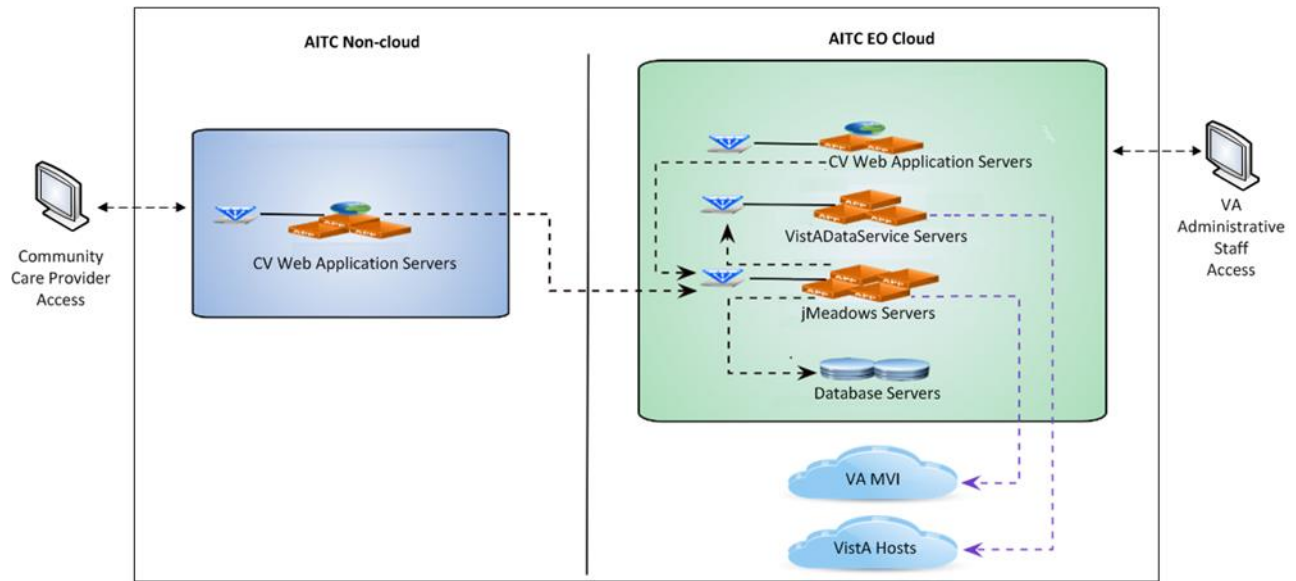 AITC Non-cloud
AITC EO Cloud
Community
Care Provider
Access
CV Web Application Servers
CV Web Application Servers
VistADataService Servers
jMeadows Servers
Database Servers
VA
Administrative
Staff
Access
VA MVI
VistA Hosts